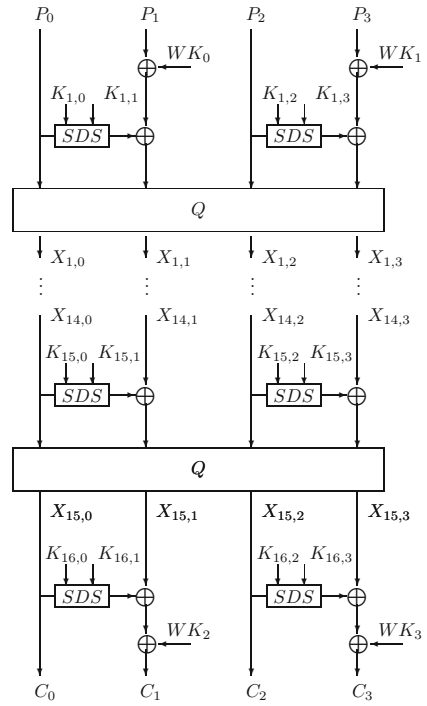 P₀ P₁ P₂ P₃
WK₀ WK₁
K₁,₀ K₁,₁ K₁,₂ K₁,₃
SDS SDS
Q
X₁,₀ X₁,₁ X₁,₂ X₁,₃
⋮ ⋮ ⋮ ⋮
X₁₄,₀ X₁₄,₁ X₁₄,₂ X₁₄,₃
K₁₅,₀ K₁₅,₁ K₁₅,₂ K₁₅,₃
SDS SDS
Q
X₁₅,₀ X₁₅,₁ X₁₅,₂ X₁₅,₃
K₁₆,₀ K₁₆,₁ K₁₆,₂ K₁₆,₃
SDS SDS
WK₂ WK₃
C₀ C₁ C₂ C₃